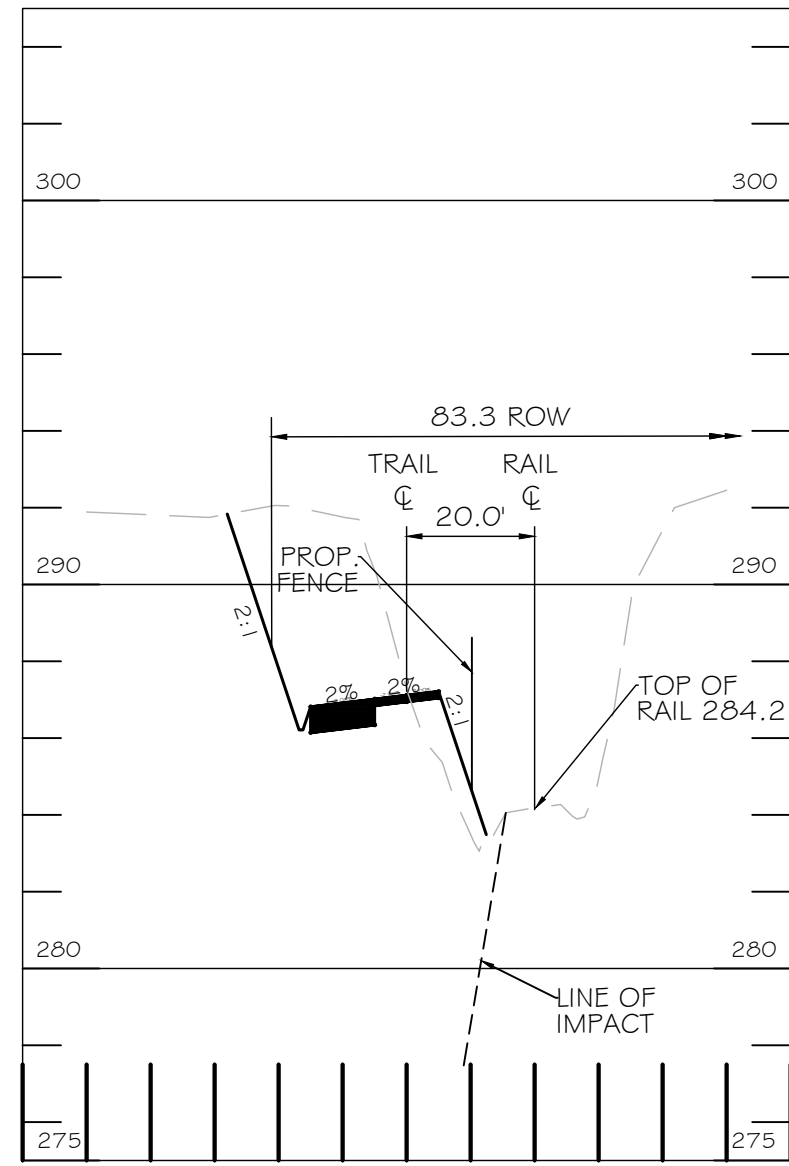 300 300
83.3 ROW
TRAIL RAIL
℄ ℄
20.0'
PROP.
FENCE
290 290
2:1
2% 2%
2:1
TOP OF
RAIL 284.2
280 280
LINE OF
IMPACT
275 275